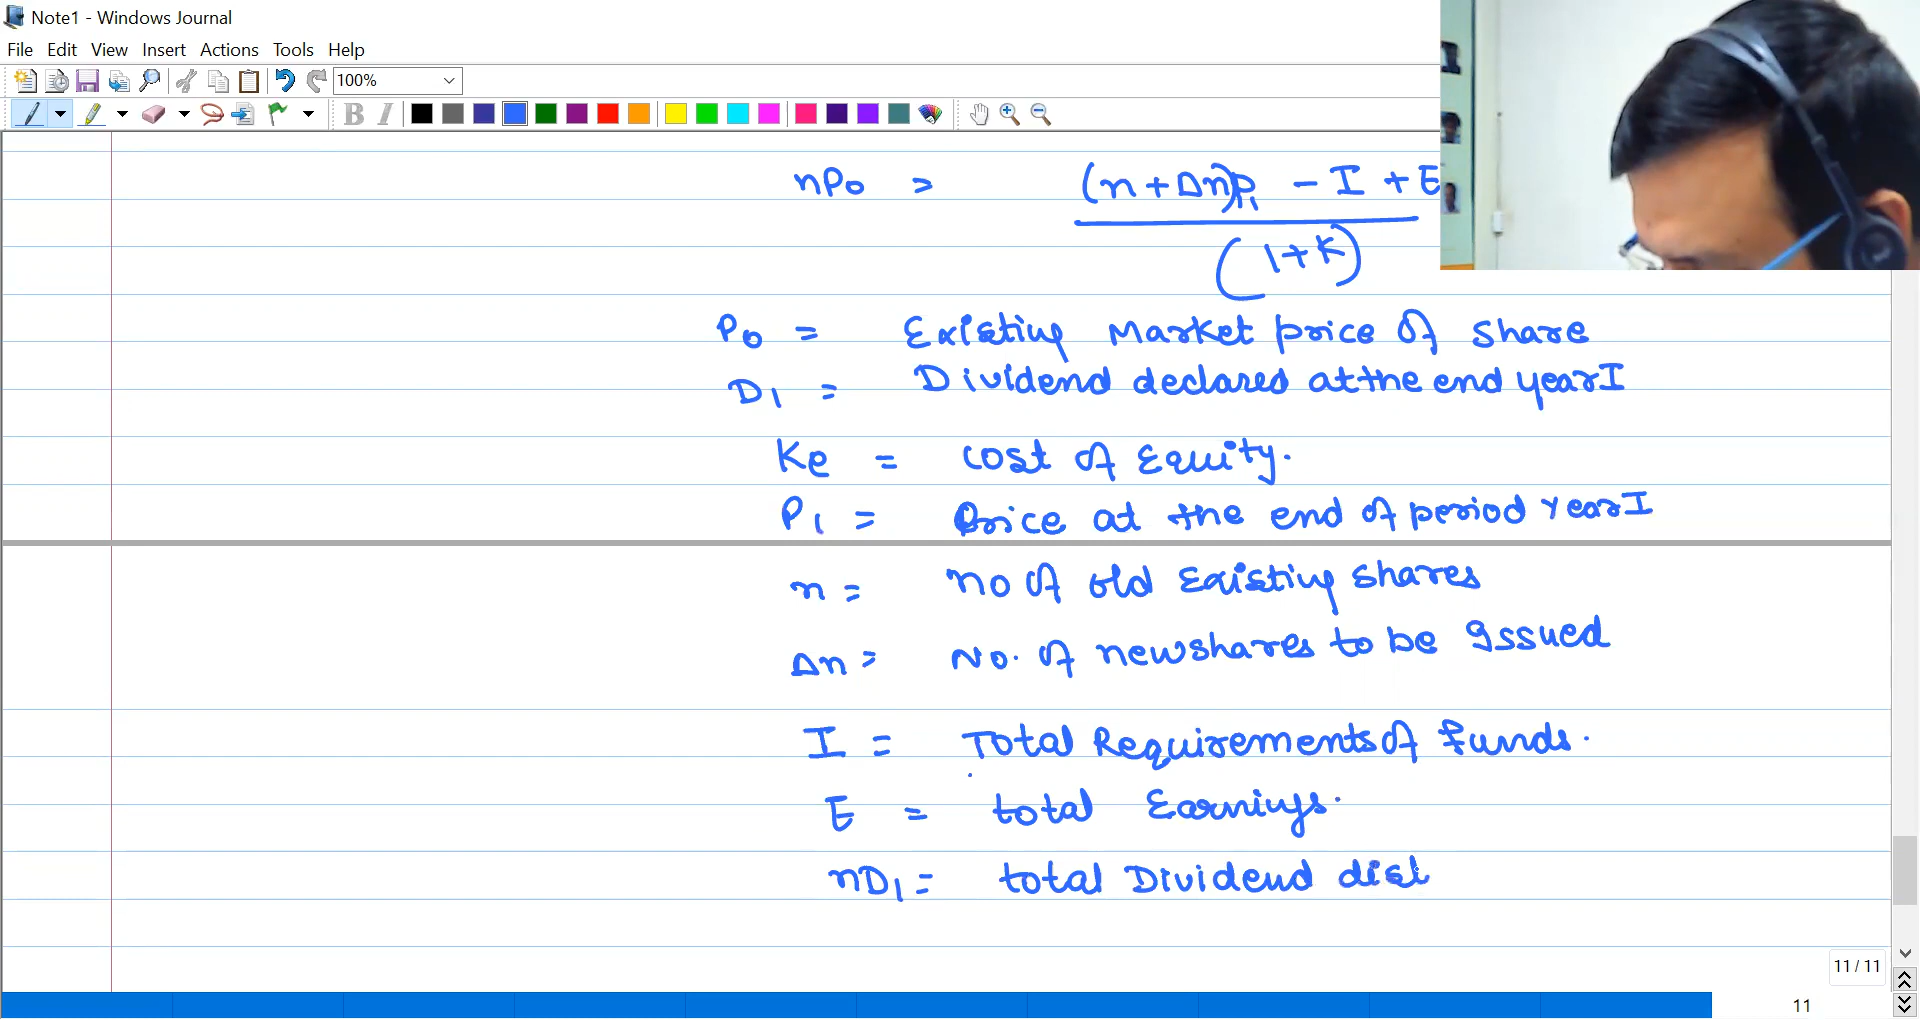 Note1 - Windows Journal
File Edit View Insert Actions Tools Help
100%
B I
nP0 = (n+Δn)P1 - I + E
(1+K)
P0 = Existing Market price of share
D1 = Dividend declared at the end year I
Ke = Cost of Equity.
P1 = Price at the end of period Year I
n = no of old Existing shares
Δn = No. of new shares to be Issued
I = Total Requirements of funds.
E = total Earnings.
nD1 = total Dividend dist
11 / 11
11